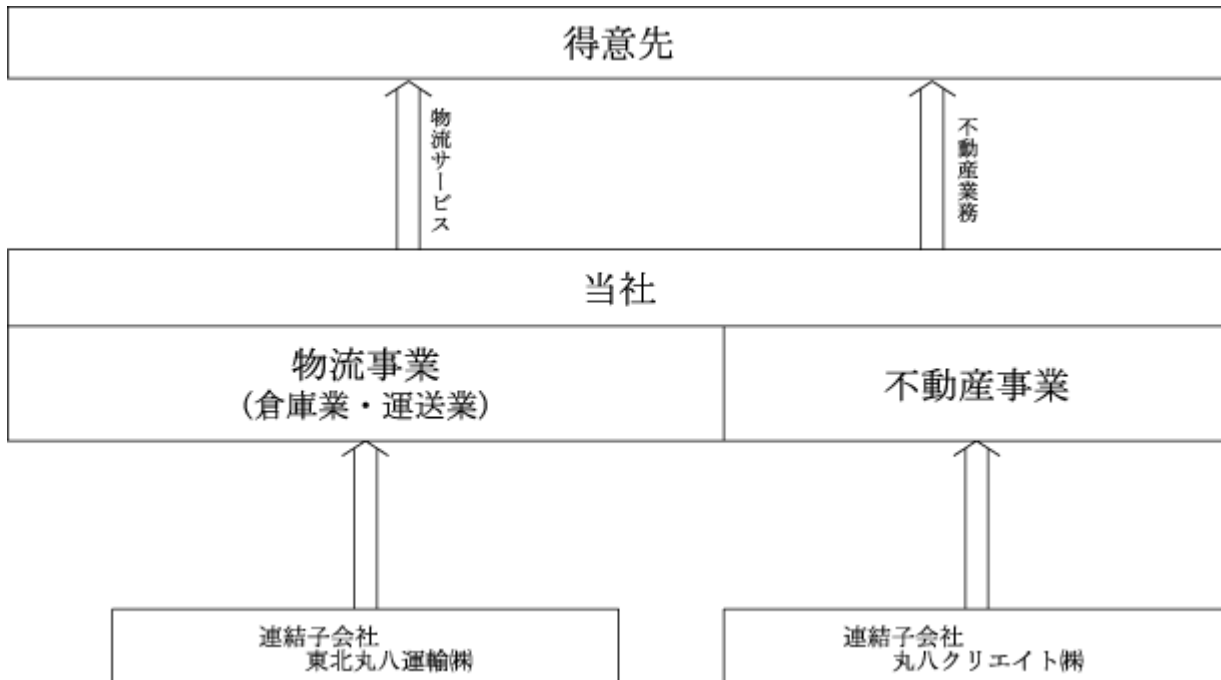 得意先
物流サービス
不動産業務
当社
物流事業
(倉庫業・運送業)
不動産事業
連結子会社
東北丸八運輸㈱
連結子会社
丸八クリエイト㈱